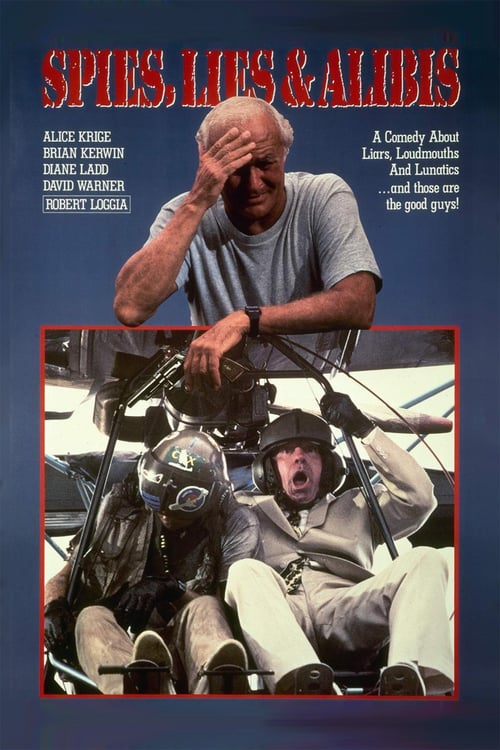 SPIES, LIES & ALIBIS
ALICE KRIGE
BRIAN KERWIN
DIANE LADD
DAVID WARNER
ROBERT LOGGIA
A Comedy About
Liars, Loudmouths
And Lunatics
...and those are
the good guys!